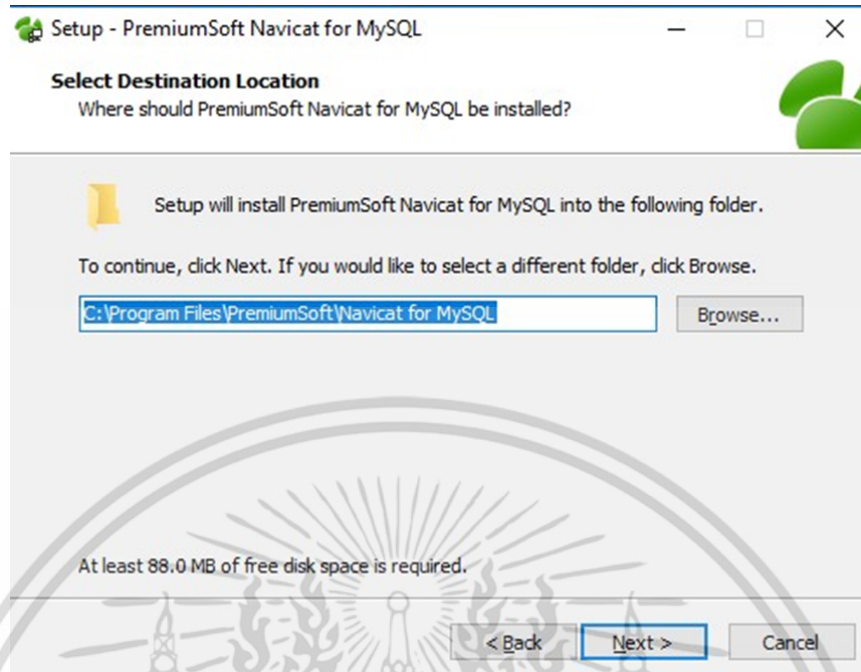 Setup - PremiumSoft Navicat for MySQL
Select Destination Location
Where should PremiumSoft Navicat for MySQL be installed?
Setup will install PremiumSoft Navicat for MySQL into the following folder.
To continue, click Next. If you would like to select a different folder, click Browse.
C:\Program Files\PremiumSoft\Navicat for MySQL
Browse...
At least 88.0 MB of free disk space is required.
< Back Next > Cancel